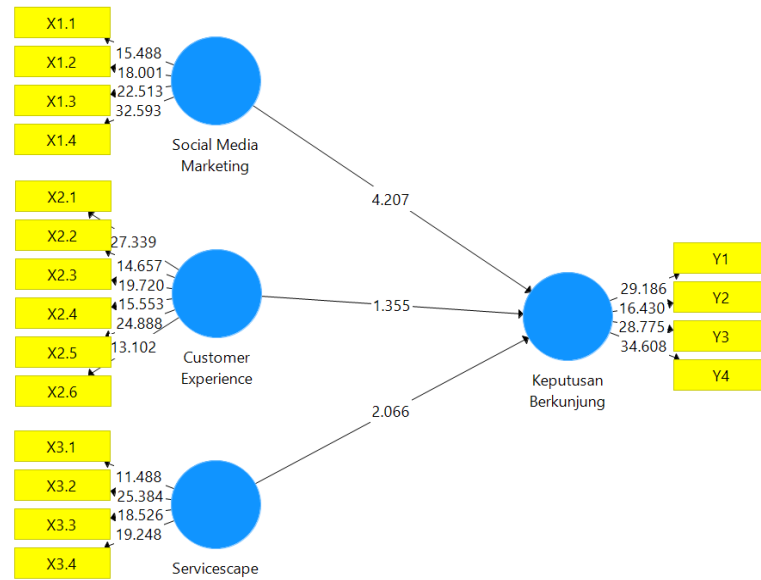 X1.1
X1.2
X1.3
X1.4
15.488
18.001
22.513
32.593
Social Media
Marketing
4.207
X2.1
X2.2
X2.3
X2.4
X2.5
X2.6
27.339
14.657
19.720
15.553
24.888
13.102
Customer
Experience
1.355
X3.1
X3.2
X3.3
X3.4
11.488
25.384
18.526
19.248
Servicescape
2.066
Keputusan
Berkunjung
29.186
16.430
28.775
34.608
Y1
Y2
Y3
Y4